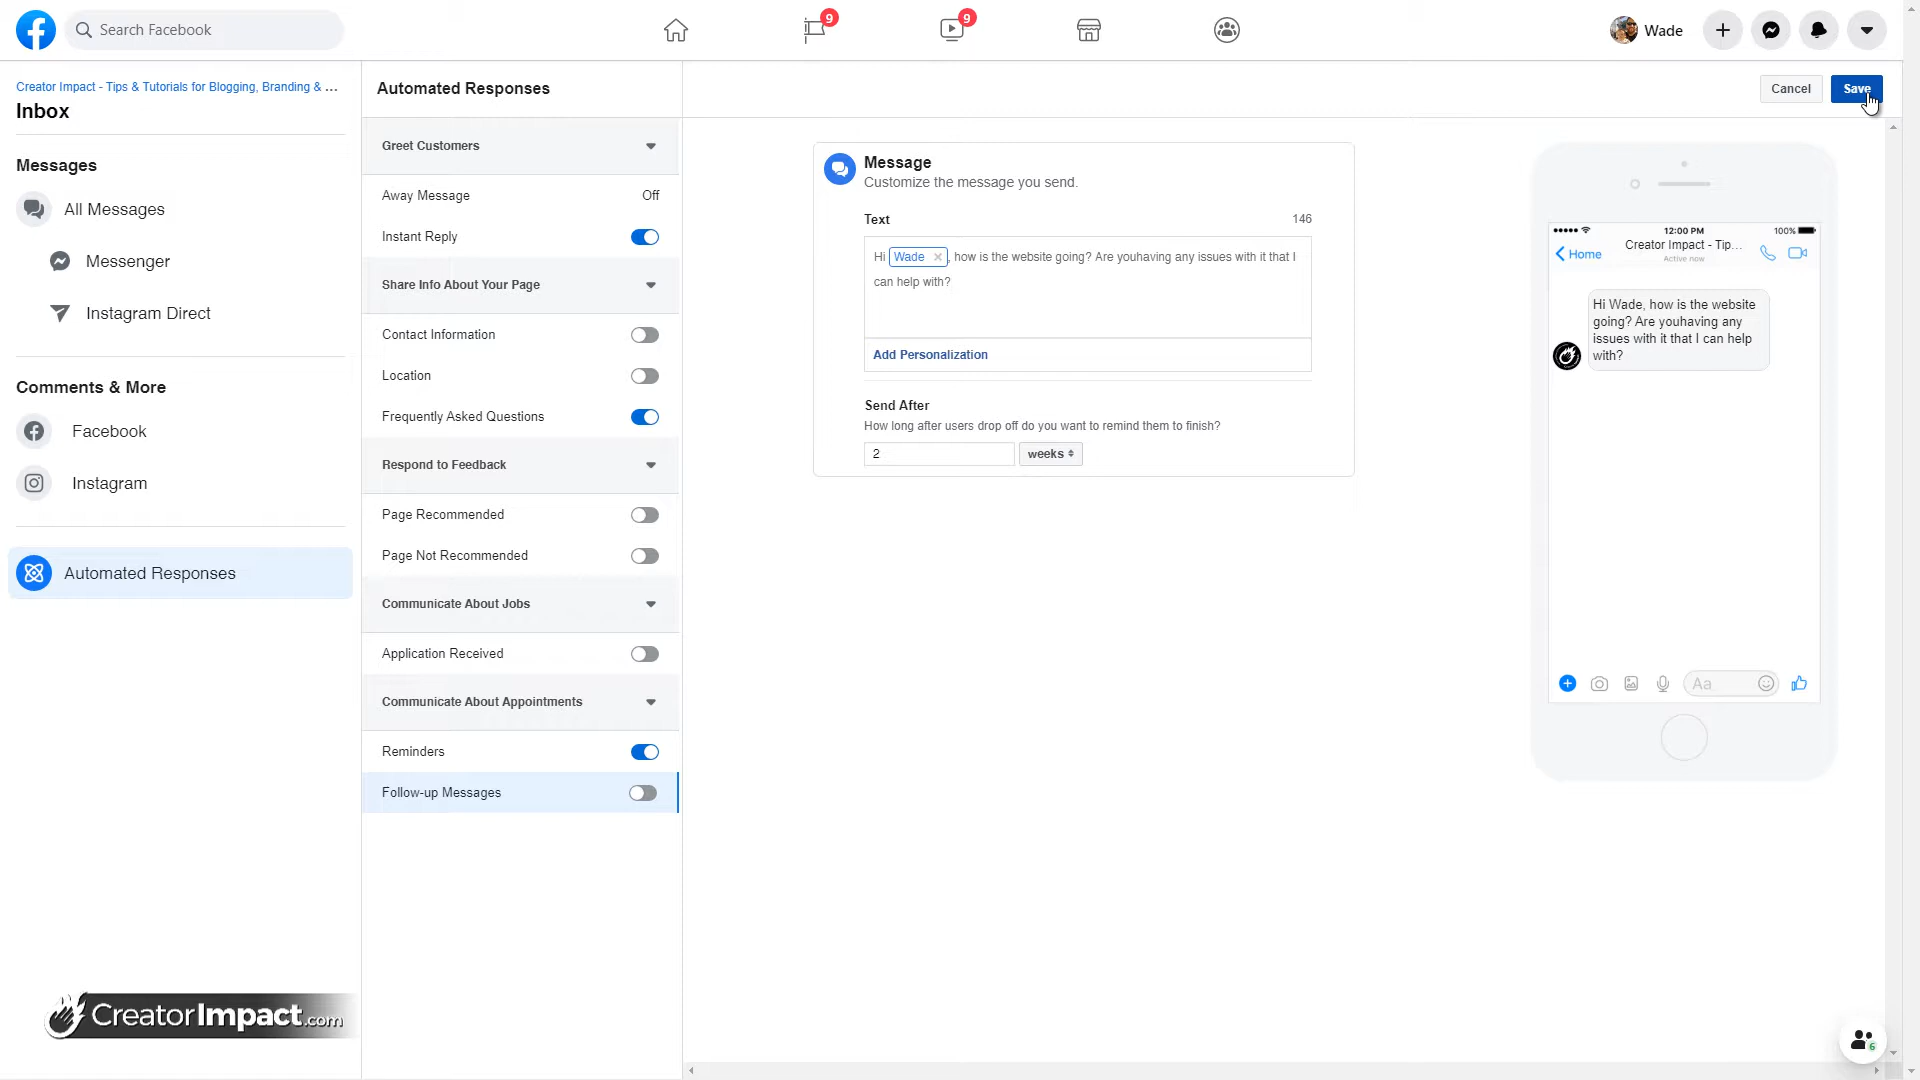 Search Facebook
9
9
Wade
Creator Impact - Tips & Tutorials for Blogging, Branding & ...
Inbox
Messages
All Messages
Messenger
Instagram Direct
Comments & More
Facebook
Instagram
Automated Responses
CreatorImpact.com
Automated Responses
Greet Customers
Away Message Off
Instant Reply
Share Info About Your Page
Contact Information
Location
Frequently Asked Questions
Respond to Feedback
Page Recommended
Page Not Recommended
Communicate About Jobs
Application Received
Communicate About Appointments
Reminders
Follow-up Messages
Cancel Save
Message
Customize the message you send.
Text 146
Hi Wade × , how is the website going? Are youhaving any issues with it that I
can help with?
Add Personalization
Send After
How long after users drop off do you want to remind them to finish?
2 weeks
12:00 PM 100%
Home Creator Impact - Tip...
Active now
Hi Wade, how is the website
going? Are youhaving any
issues with it that I can help
with?
Aa
6